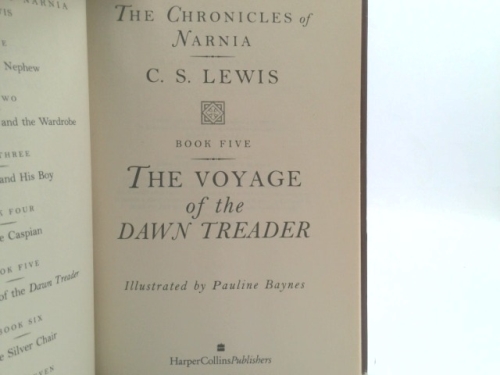 NARNIA
Nephew
and the Wardrobe
THREE
and His Boy
FOUR
Caspian
FIVE
of the Dawn Treader
BOOK SIX
Silver Chair
THE CHRONICLES of
NARNIA
C. S. LEWIS
BOOK FIVE
THE VOYAGE
of the
DAWN TREADER
Illustrated by Pauline Baynes
HarperCollinsPublishers